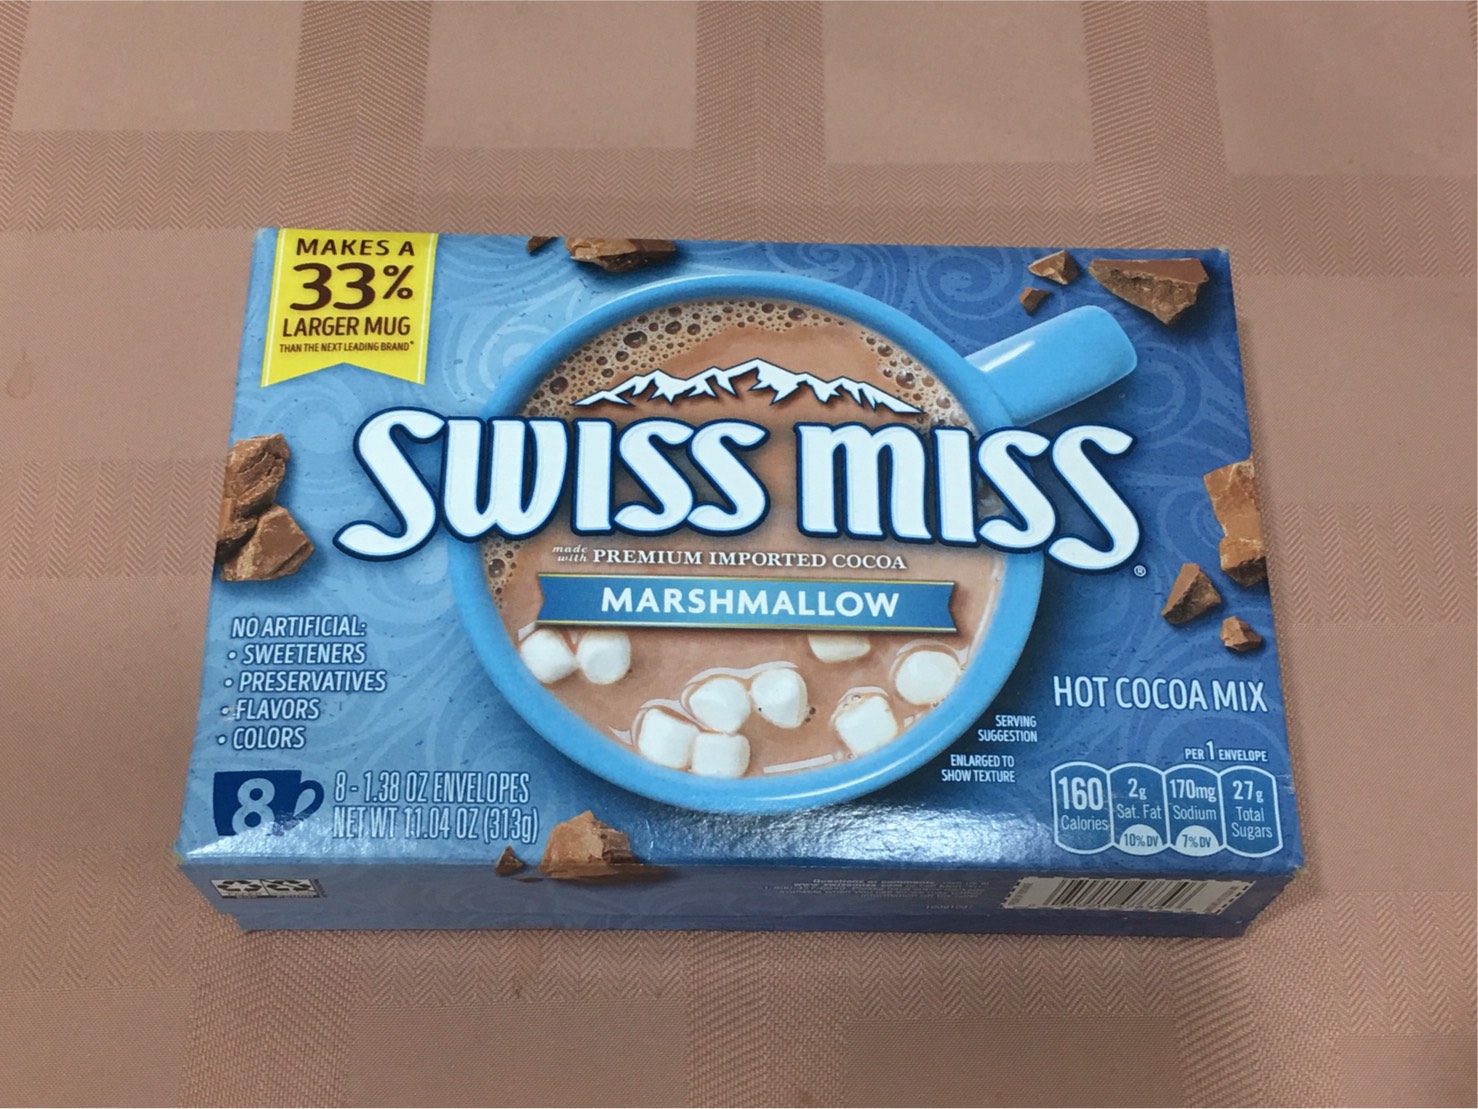 MAKES A
33%
LARGER MUG
THAN THE NEXT LEADING BRAND*
SWISS MISS
®
made
with PREMIUM IMPORTED COCOA
MARSHMALLOW
NO ARTIFICIAL:
• SWEETENERS
• PRESERVATIVES
• FLAVORS
• COLORS
8
8 - 1.38 OZ ENVELOPES
NET WT 11.04 OZ (313g)
HOT COCOA MIX
SERVING
SUGGESTION
ENLARGED TO
SHOW TEXTURE
PER 1 ENVELOPE
160
Calories
2g
Sat. Fat
10% DV
170mg
Sodium
7% DV
27g
Total
Sugars
Questions or comments,